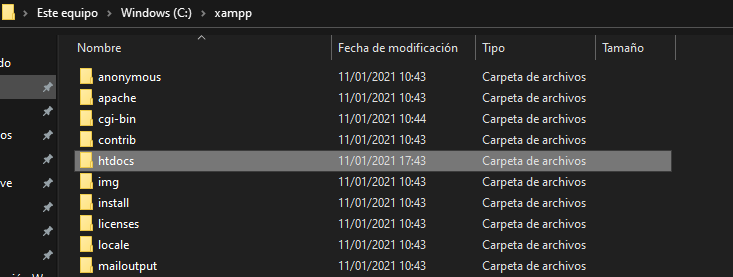 Este equipo > Windows (C:) > xampp
Nombre Fecha de modificación Tipo Tamaño
anonymous 11/01/2021 10:43 Carpeta de archivos
do
apache 11/01/2021 10:43 Carpeta de archivos
cgi-bin 11/01/2021 10:44 Carpeta de archivos
os contrib 11/01/2021 10:43 Carpeta de archivos
htdocs 11/01/2021 17:43 Carpeta de archivos
ve img 11/01/2021 10:43 Carpeta de archivos
install 11/01/2021 10:43 Carpeta de archivos
licenses 11/01/2021 10:43 Carpeta de archivos
locale 11/01/2021 10:43 Carpeta de archivos
mailoutput 11/01/2021 10:43 Carpeta de archivos